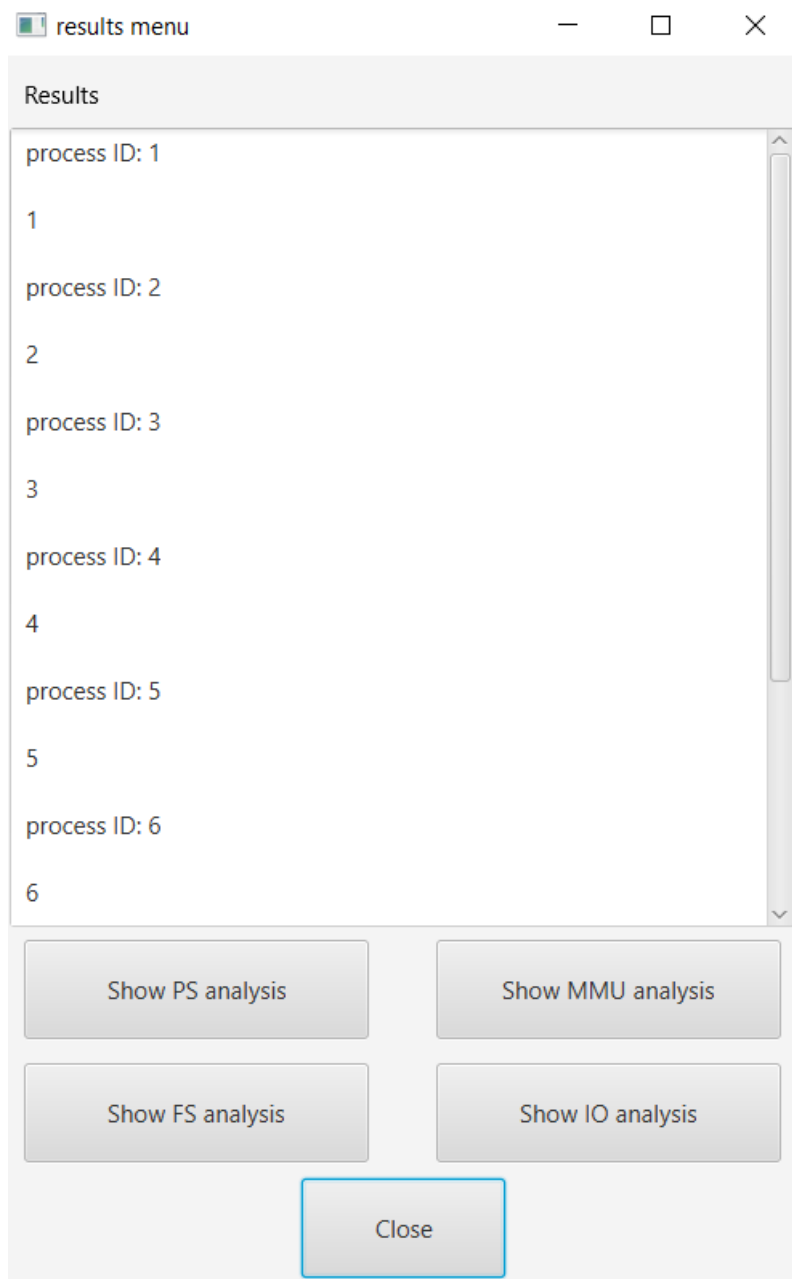 results menu
Results
process ID: 1
1
process ID: 2
2
process ID: 3
3
process ID: 4
4
process ID: 5
5
process ID: 6
6
Show PS analysis
Show MMU analysis
Show FS analysis
Show IO analysis
Close